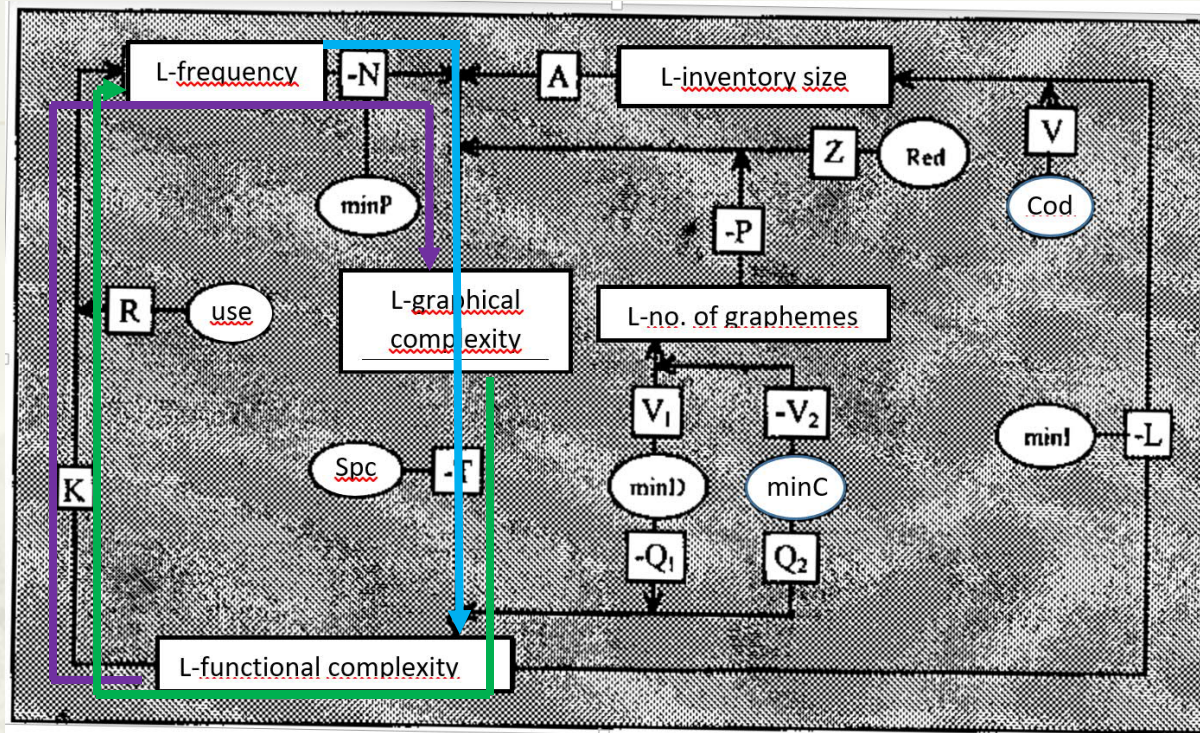 L-frequency
-N
A
L-inventory size
V
Z
Red
Cod
minP
-P
R
use
L-graphical
complexity
L-no. of graphemes
V1
-V2
minI
-L
K
Spc
-T
minD
minC
-Q1
Q2
L-functional complexity